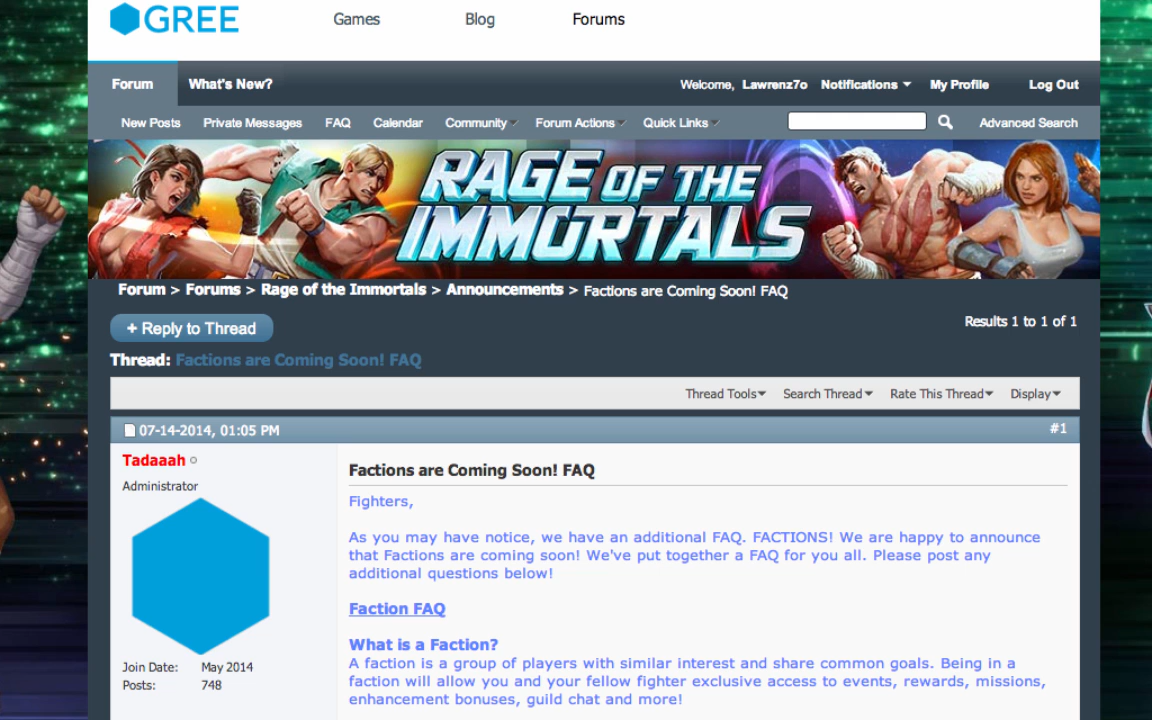 GREE
Games Blog Forums
Forum What's New? Welcome, Lawrenz7o Notifications My Profile Log Out
New Posts Private Messages FAQ Calendar Community Forum Actions Quick Links Advanced Search
RAGE OF THE
IMMORTALS
Forum > Forums > Rage of the Immortals > Announcements > Factions are Coming Soon! FAQ
+ Reply to Thread
Results 1 to 1 of 1
Thread: Factions are Coming Soon! FAQ
Thread Tools Search Thread Rate This Thread Display
07-14-2014, 01:05 PM #1
Tadaaah
Administrator
Join Date: May 2014
Posts: 748
Factions are Coming Soon! FAQ
Fighters,
As you may have notice, we have an additional FAQ. FACTIONS! We are happy to announce
that Factions are coming soon! We've put together a FAQ for you all. Please post any
additional questions below!
Faction FAQ
What is a Faction?
A faction is a group of players with similar interest and share common goals. Being in a
faction will allow you and your fellow fighter exclusive access to events, rewards, missions,
enhancement bonuses, guild chat and more!